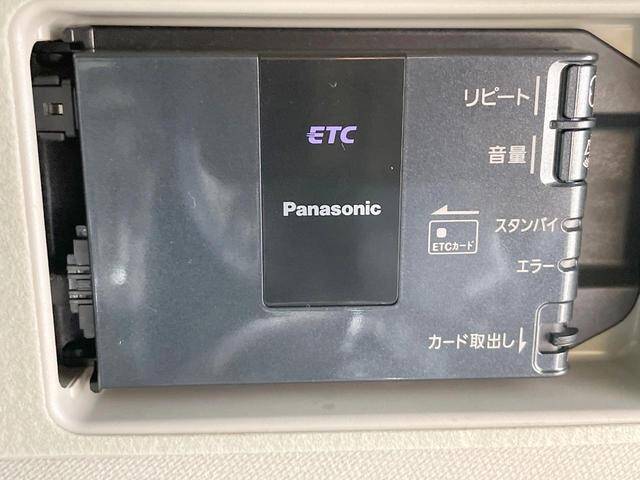 リピート
ETC
音量
Panasonic
スタンバイ
ETCカード
エラー
カード取出し